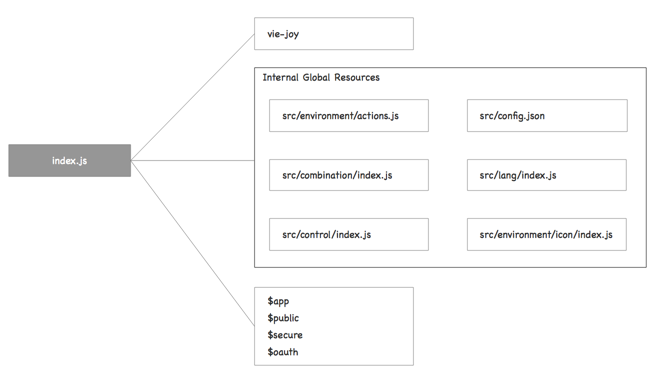 vie-joy
Internal Global Resources
src/environment/actions.js
src/config.json
index.js
src/combination/index.js
src/lang/index.js
src/control/index.js
src/environment/icon/index.js
$app
$public
$secure
$oauth